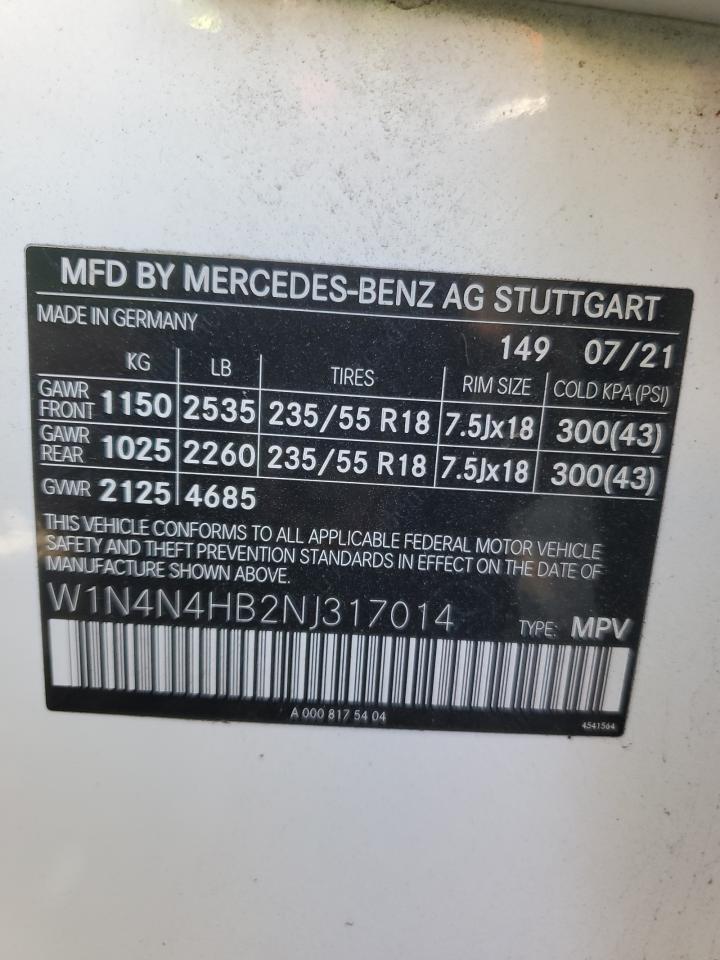 MFD BY MERCEDES-BENZ AG STUTTGART
MADE IN GERMANY
149 07/21
KG LB TIRES RIM SIZE COLD KPA (PSI)
GAWR FRONT 1150 2535 235/55 R18 7.5Jx18 300(43)
GAWR REAR 1025 2260 235/55 R18 7.5Jx18 300(43)
GVWR 2125 4685
THIS VEHICLE CONFORMS TO ALL APPLICABLE FEDERAL MOTOR VEHICLE
SAFETY AND THEFT PREVENTION STANDARDS IN EFFECT ON THE DATE OF
MANUFACTURE SHOWN ABOVE.
W1N4N4HB2NJ317014 TYPE: MPV
A 000 817 54 04
4541564